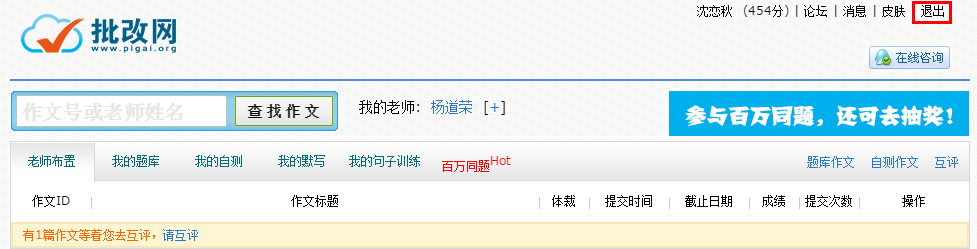 沈恋秋 (454分) | 论坛 | 消息 | 皮肤 | 退出
批改网
www.pigai.org
在线咨询
作文号或老师姓名 查找作文 我的老师：杨道荣 [+]
参与百万同题，还可去抽奖！
老师布置 我的题库 我的自测 我的默写 我的句子训练 百万同题Hot 题库作文 自测作文 互评
作文ID 作文标题 体裁 提交时间 截止日期 成绩 提交次数 操作
有1篇作文等着您去互评，请互评